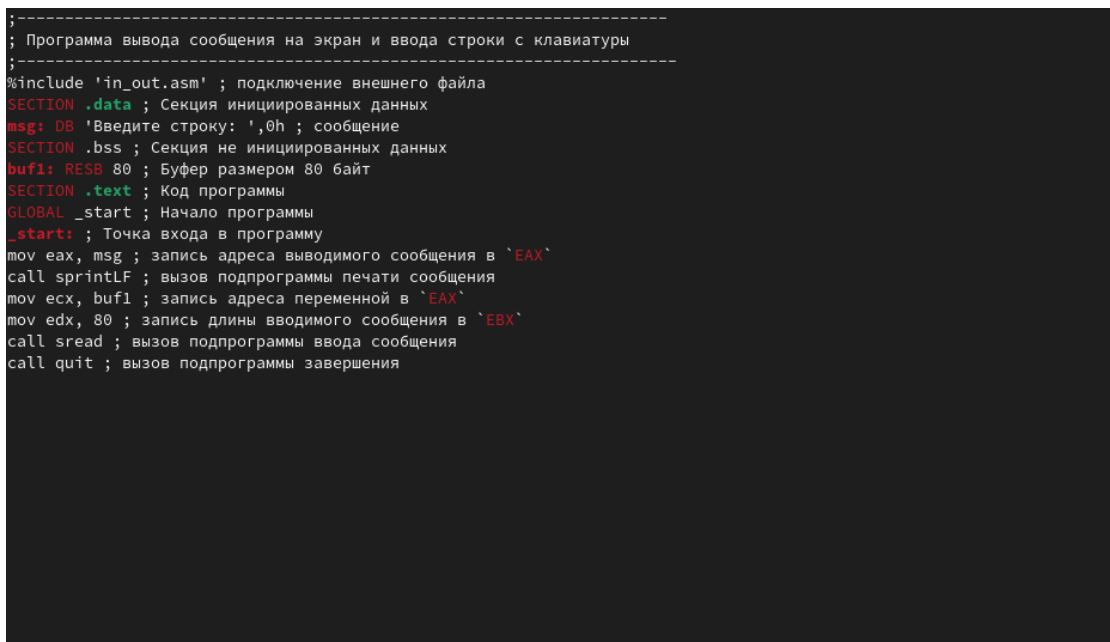 ;-------------------------------------------------------------------
; Программа вывода сообщения на экран и ввода строки с клавиатуры
;--------------------------------------------------------------------
%include 'in_out.asm' ; подключение внешнего файла
SECTION .data ; Секция инициированных данных
msg: DB 'Введите строку: ',0h ; сообщение
SECTION .bss ; Секция не инициированных данных
buf1: RESB 80 ; Буфер размером 80 байт
SECTION .text ; Код программы
GLOBAL _start ; Начало программы
_start: ; Точка входа в программу
mov eax, msg ; запись адреса выводимого сообщения в `EAX`
call sprintLF ; вызов подпрограммы печати сообщения
mov ecx, buf1 ; запись адреса переменной в `EAX`
mov edx, 80 ; запись длины вводимого сообщения в `EBX`
call sread ; вызов подпрограммы ввода сообщения
call quit ; вызов подпрограммы завершения